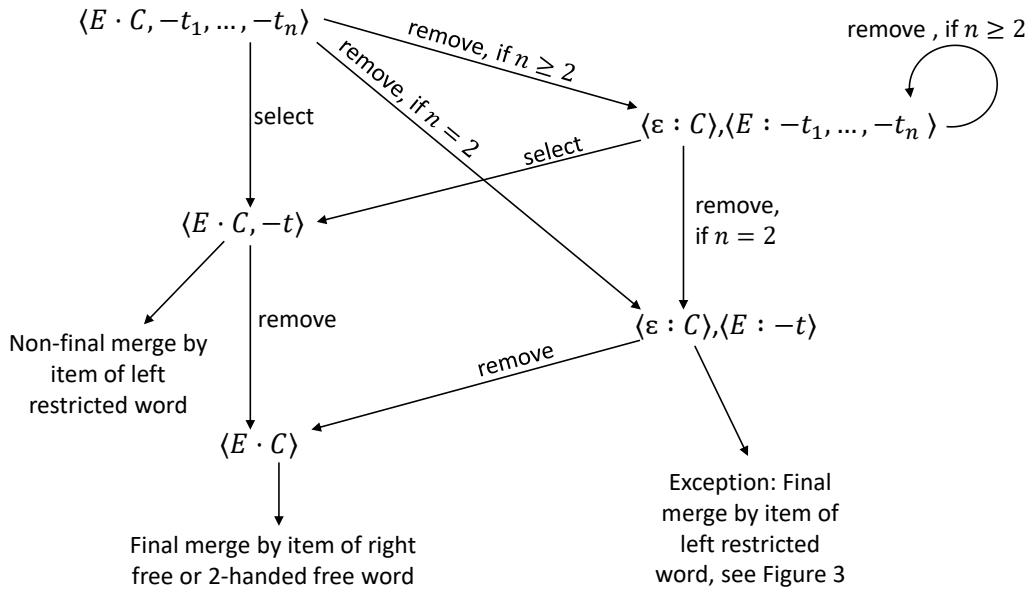 ⟨E · C, −t₁, …, −tₙ⟩
remove, if n ≥ 2
remove , if n ≥ 2
remove, if n = 2
select
⟨ε : C⟩,⟨E : −t₁, …, −tₙ ⟩
select
⟨E · C, −t⟩
remove,
if n = 2
remove
⟨ε : C⟩,⟨E : −t⟩
Non-final merge by
item of left
restricted word
remove
⟨E · C⟩
Exception: Final
merge by item of
left restricted
word, see Figure 3
Final merge by item of right
free or 2-handed free word